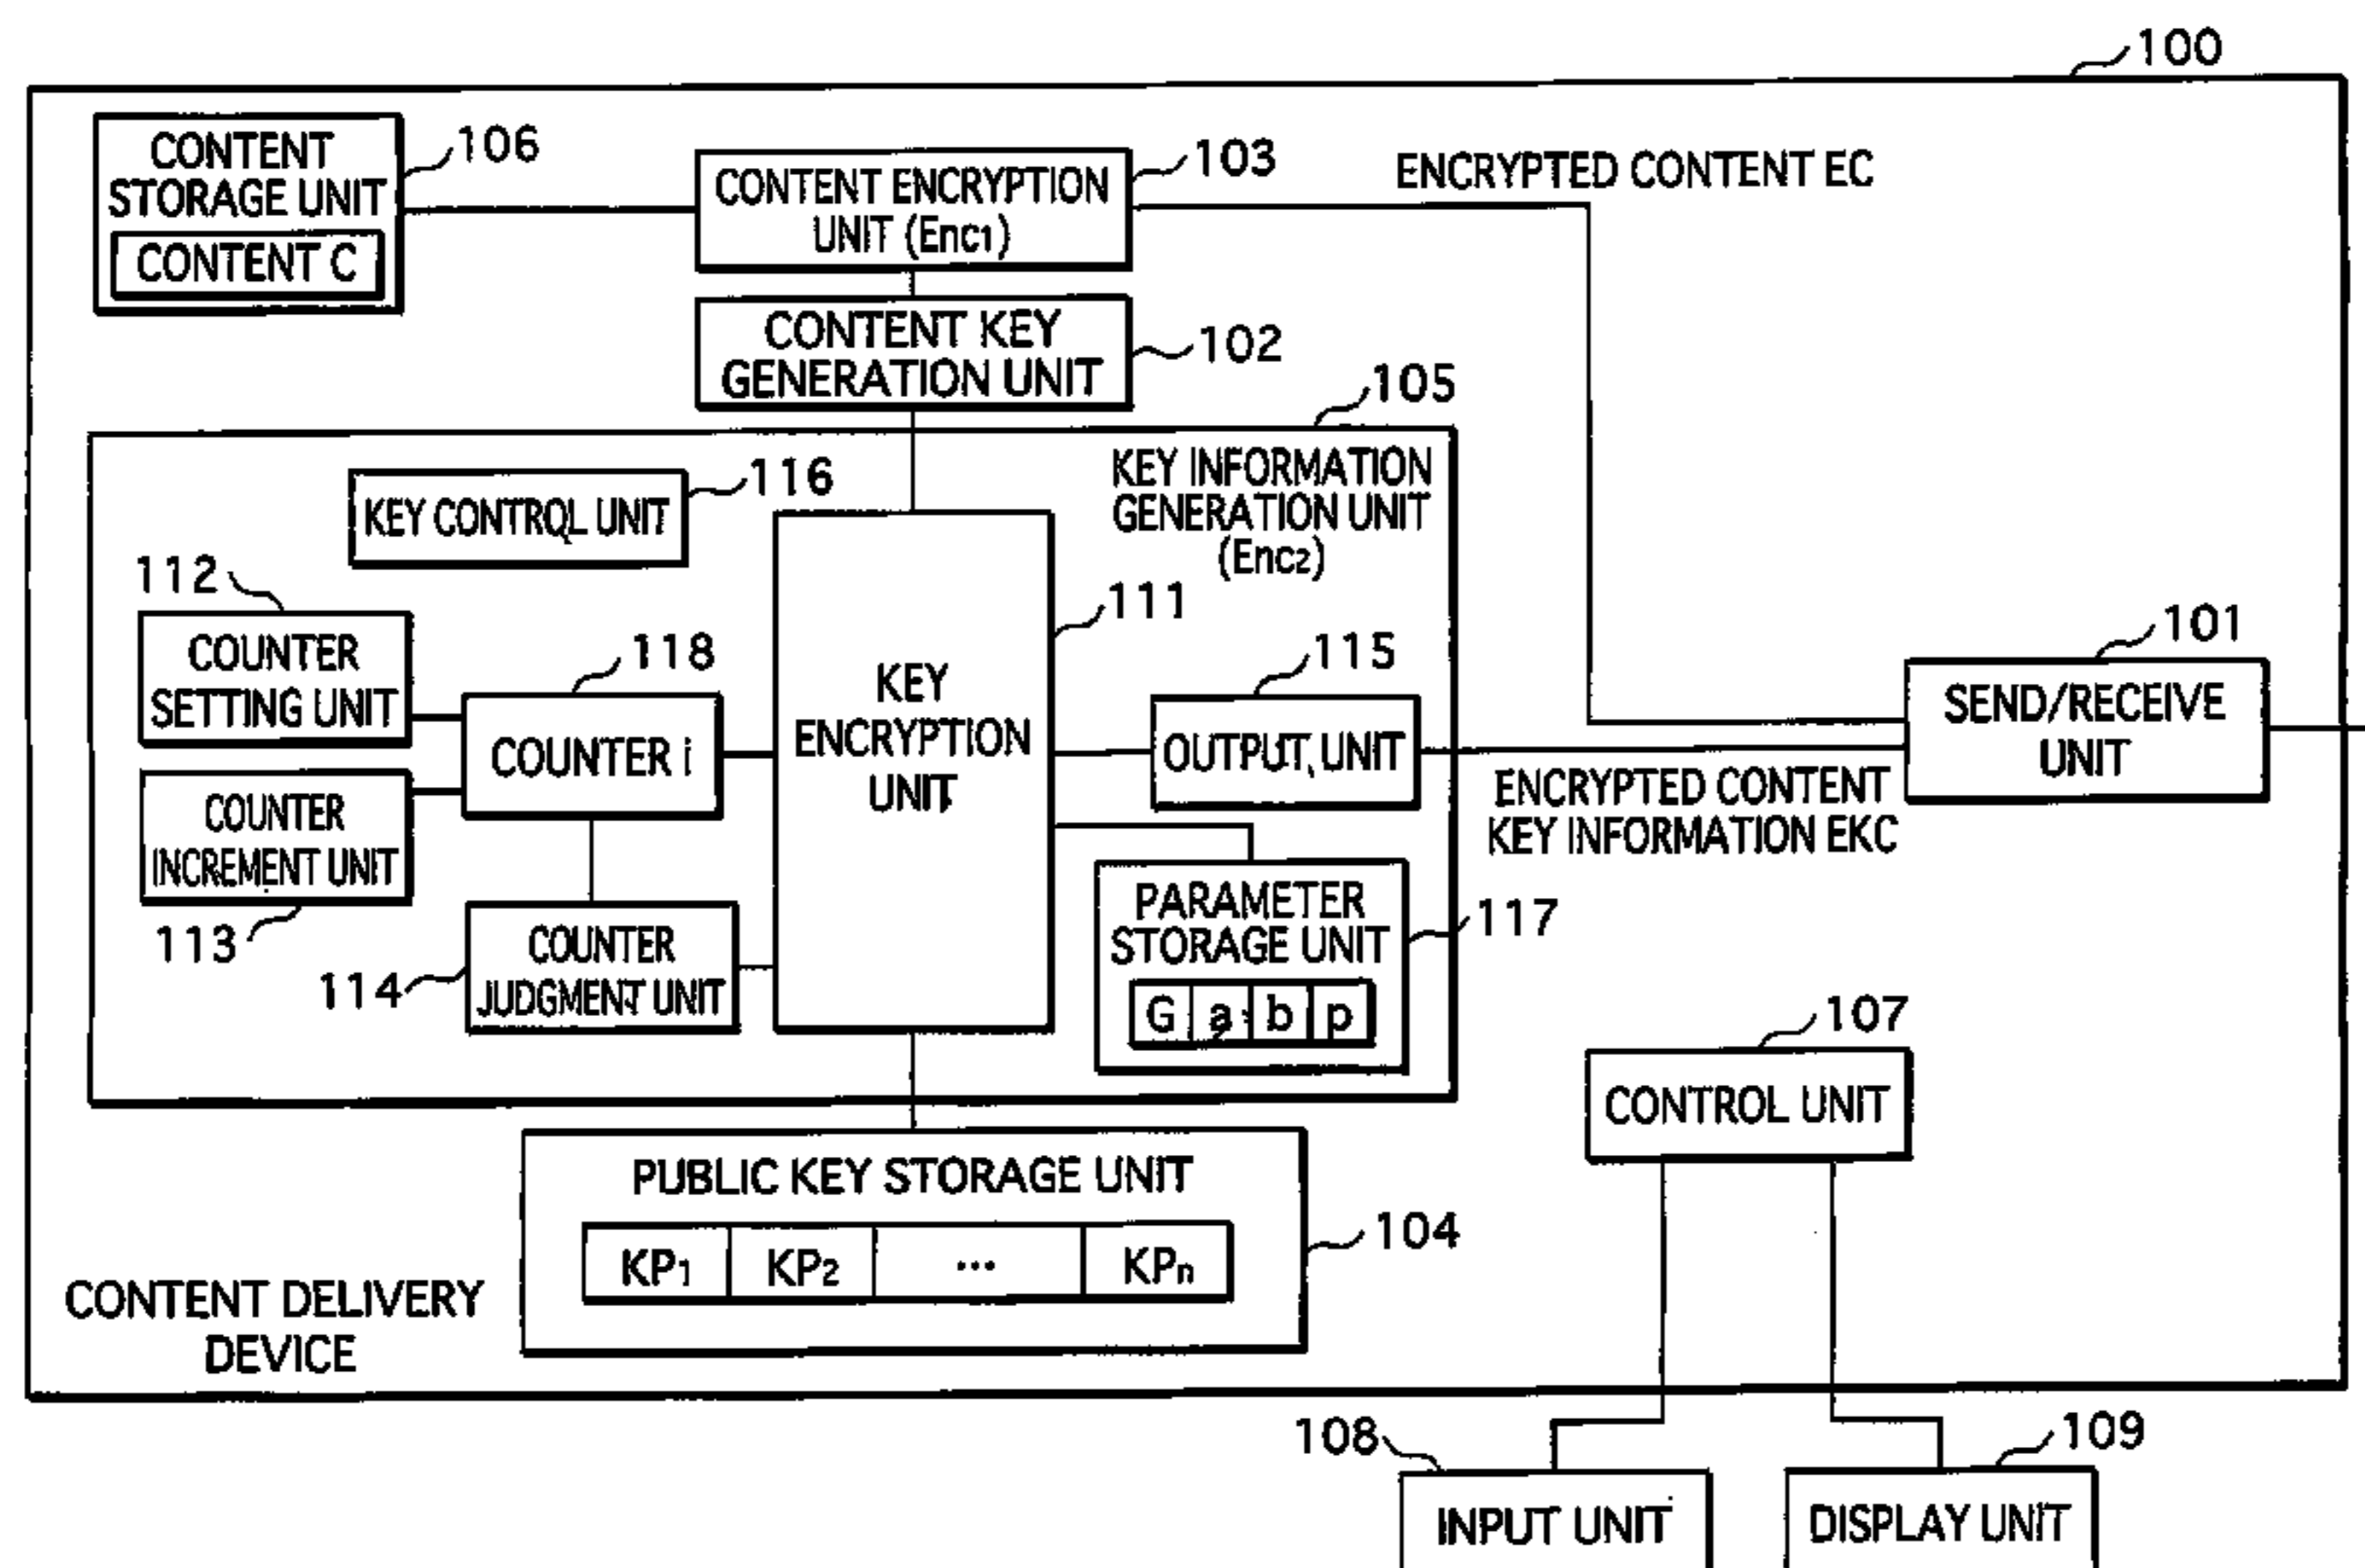 100
CONTENT
STORAGE UNIT
CONTENT C
106
CONTENT ENCRYPTION
UNIT (Enc1)
103
ENCRYPTED CONTENT EC
CONTENT KEY
GENERATION UNIT
102
105
KEY INFORMATION
GENERATION UNIT
(Enc2)
KEY CONTROL UNIT
116
112
COUNTER
SETTING UNIT
118
COUNTER i
COUNTER
INCREMENT UNIT
113
114
COUNTER
JUDGMENT UNIT
KEY
ENCRYPTION
UNIT
111
115
OUTPUT UNIT
101
SEND/RECEIVE
UNIT
ENCRYPTED CONTENT
KEY INFORMATION EKC
PARAMETER
STORAGE UNIT
G a b p
117
107
CONTROL UNIT
PUBLIC KEY STORAGE UNIT
KP1 KP2 ... KPn
104
CONTENT DELIVERY
DEVICE
108
INPUT UNIT
109
DISPLAY UNIT